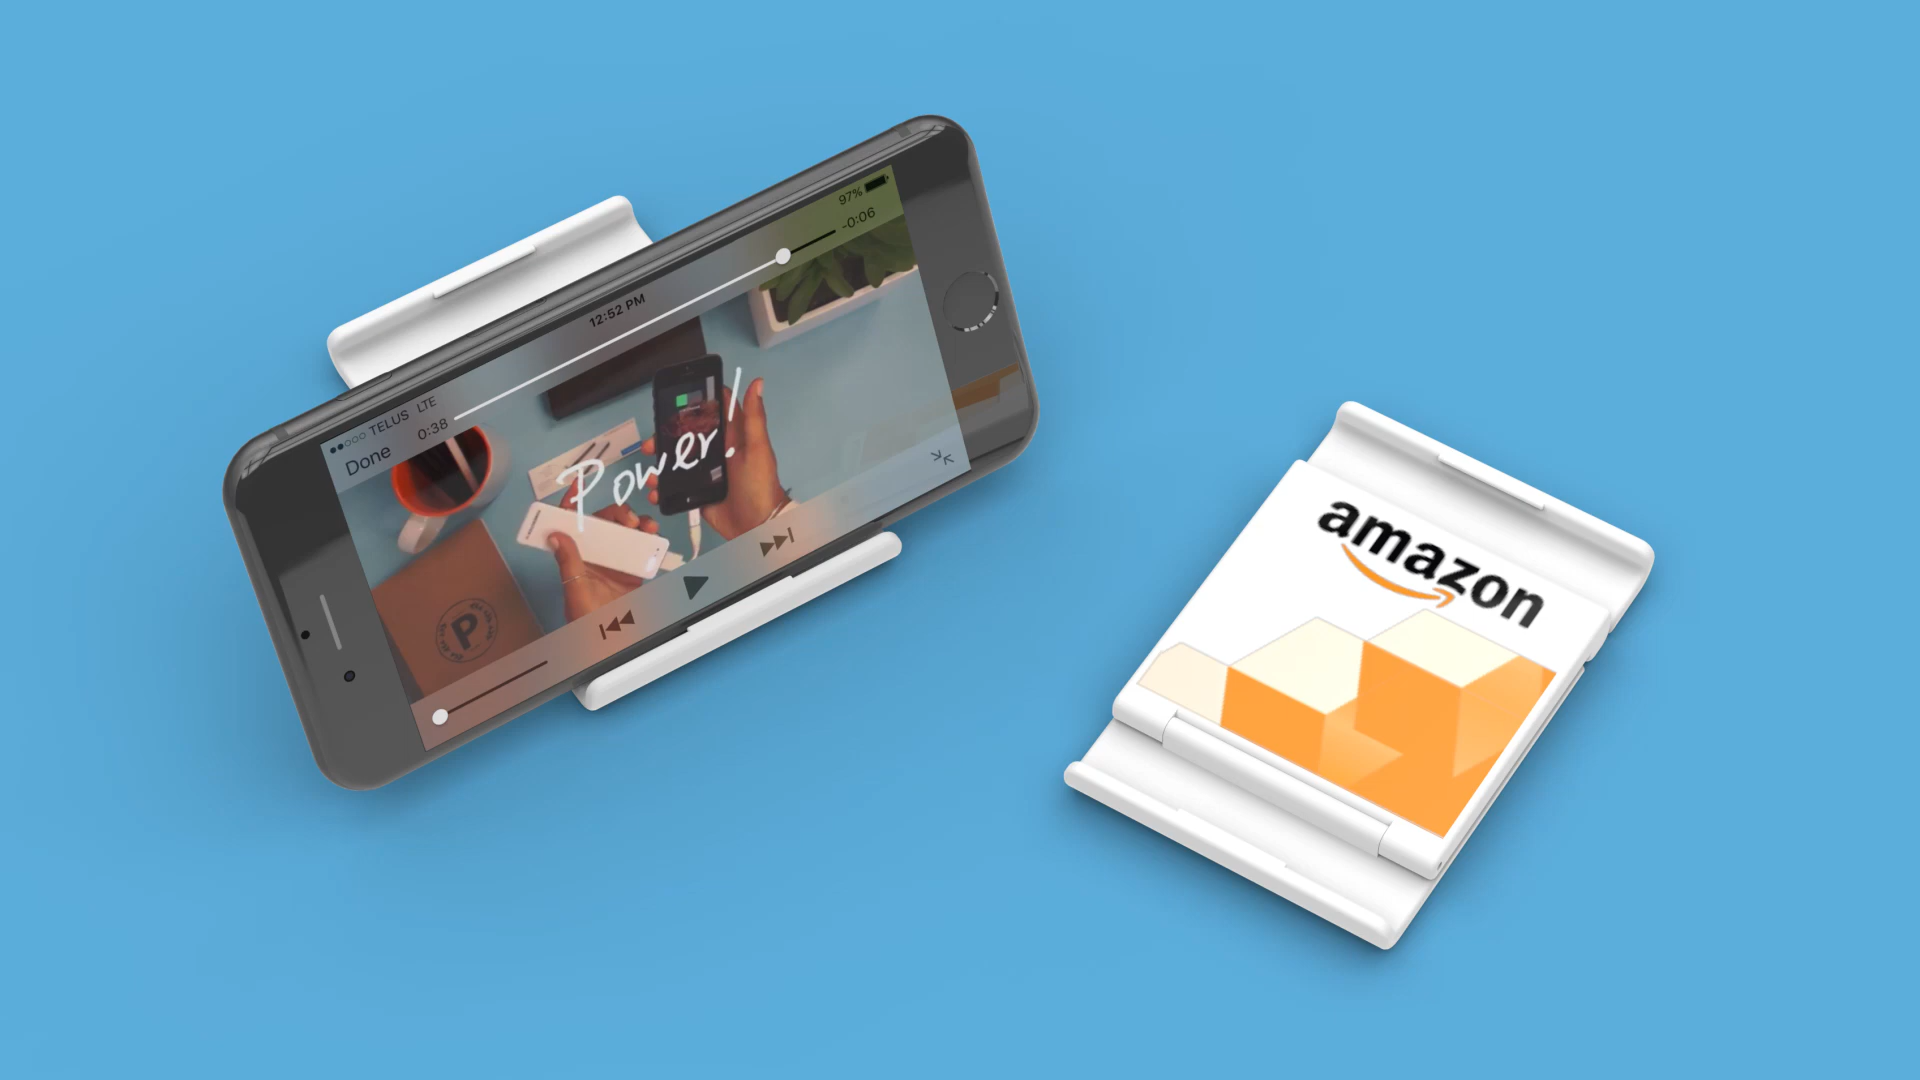 ●●○○○ TELUS LTE
12:52 PM
97%
Done
0:38
-0:06
Power!
P
amazon